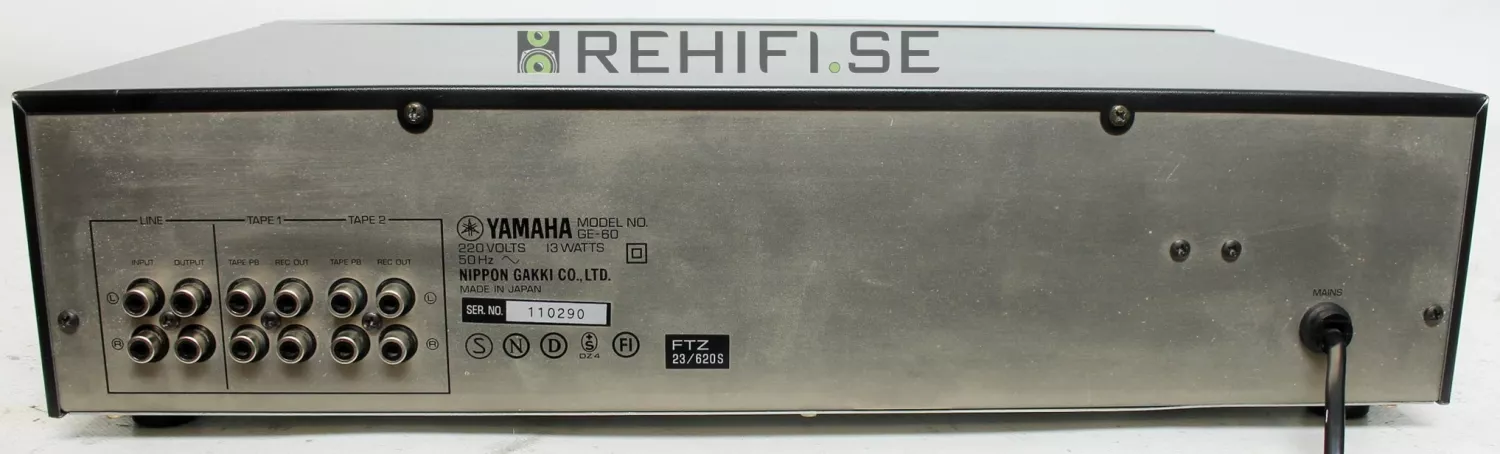 REHIFI.SE
LINE TAPE 1 TAPE 2
INPUT OUTPUT TAPE PB REC OUT TAPE PB REC OUT
L L
R R
YAMAHA MODEL NO.
GE-60
220 VOLTS 13 WATTS
50 Hz
NIPPON GAKKI CO., LTD.
MADE IN JAPAN
SER. NO. 110290
S N D S FI
DZ4
FTZ
23/620S
MAINS